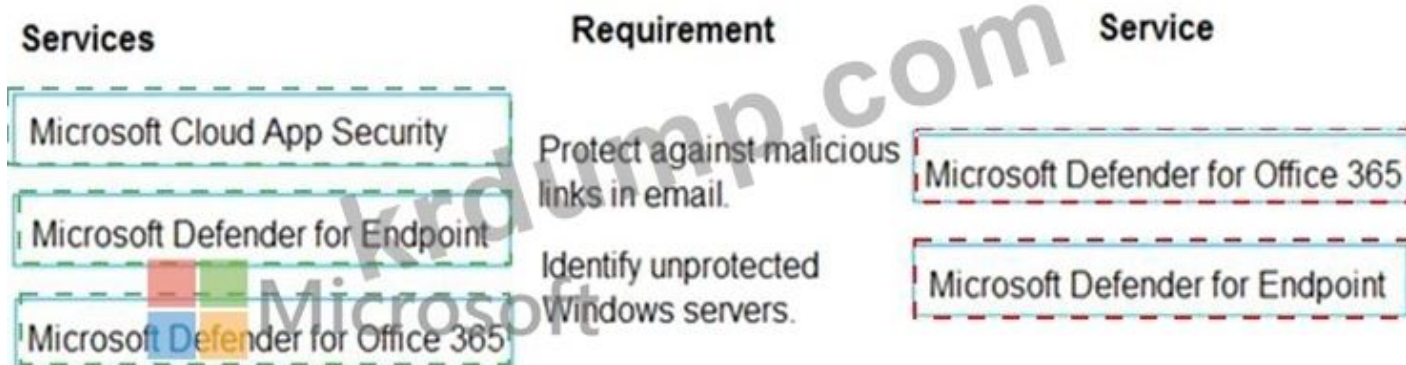 Services
Microsoft Cloud App Security
Microsoft Defender for Endpoint
Microsoft Defender for Office 365
Requirement
Protect against malicious
links in email.
Identify unprotected
Windows servers.
Service
Microsoft Defender for Office 365
Microsoft Defender for Endpoint
krdump.com
Microsoft